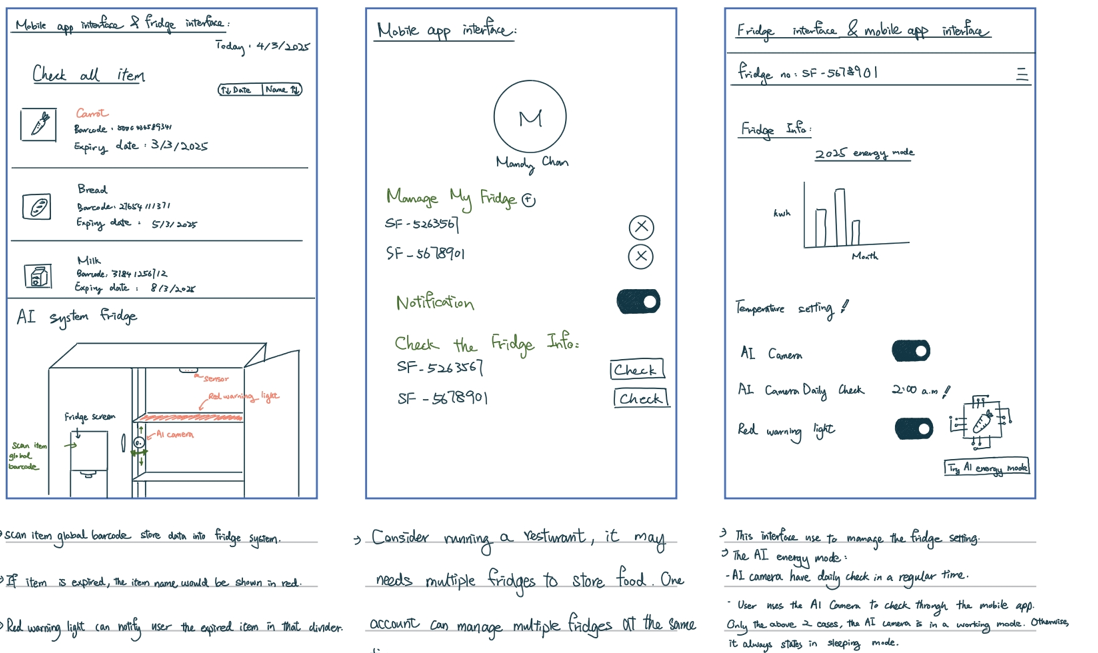 Mobile app interface & fridge interface:
Today: 4/3/2025
Check all item
↑↓ Date | Name ↑↓
Carrot
Barcode:
Expiry date: 3/3/2025
Bread
Barcode: 27654111371
Expiry date: 5/3/2025
Milk
Barcode: 31841256712
Expiry date: 8/3/2025
AI system fridge
sensor
Red warning light
Fridge screen
AI camera
Scan item
global
barcode
scan item global barcode store data into fridge system.
If item is expired, the item name would be shown in red.
Red warning light can notify user the expired item in that divider.
Mobile app interface:
M
Mandy Chan
Manage My Fridge +
SF-5263567
SF-5678901
Notification
Check the Fridge Info:
SF-5263567 Check
SF-5678901 Check
Consider running a resturant, it may
needs multiple fridges to store food. One
account can manage multiple fridges at the same
Fridge interface & mobile app interface
fridge no: SF-5678901
Fridge Info:
2025 energy mode
kwh
Month
Temperature setting
AI Camera
AI Camera Daily Check 2:00 a.m
Red warning light
Try AI energy mode
This interface use to manage the fridge setting.
The AI energy mode:
-AI camera have daily check in a regular time.
- User uses the AI Camera to check through the mobile app.
Only the above 2 cases, the AI camera is in a working mode. Otherwise,
it always states in sleeping mode.